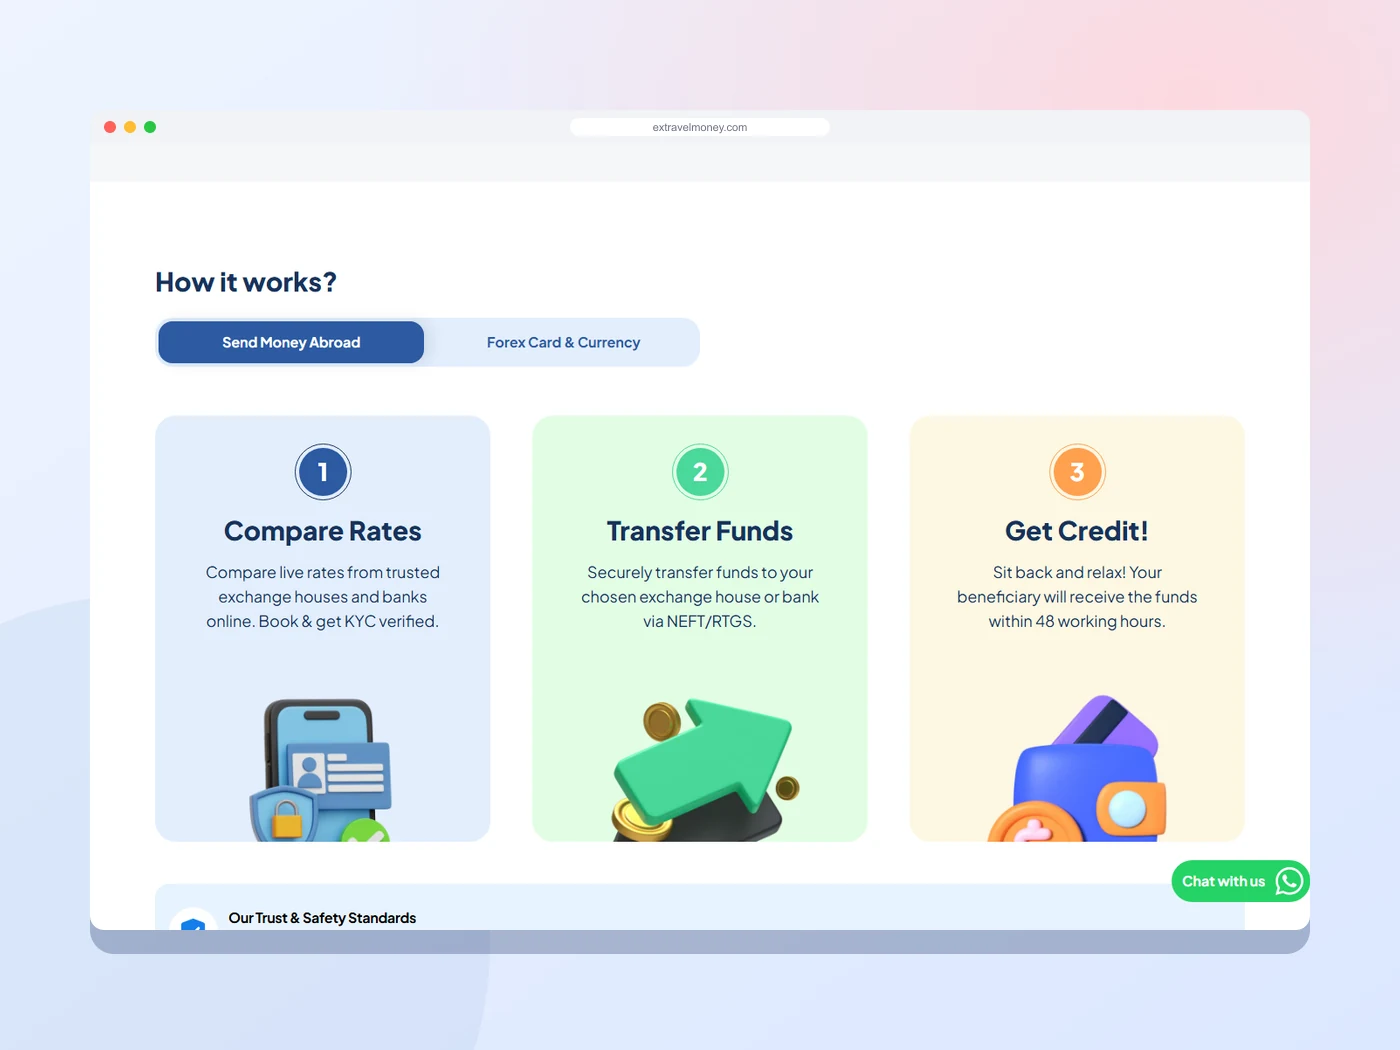 extravelmoney.com
How it works?
Send Money Abroad
Forex Card & Currency
1
Compare Rates
Compare live rates from trusted
exchange houses and banks
online. Book & get KYC verified.
2
Transfer Funds
Securely transfer funds to your
chosen exchange house or bank
via NEFT/RTGS.
3
Get Credit!
Sit back and relax! Your
beneficiary will receive the funds
within 48 working hours.
Chat with us
Our Trust & Safety Standards